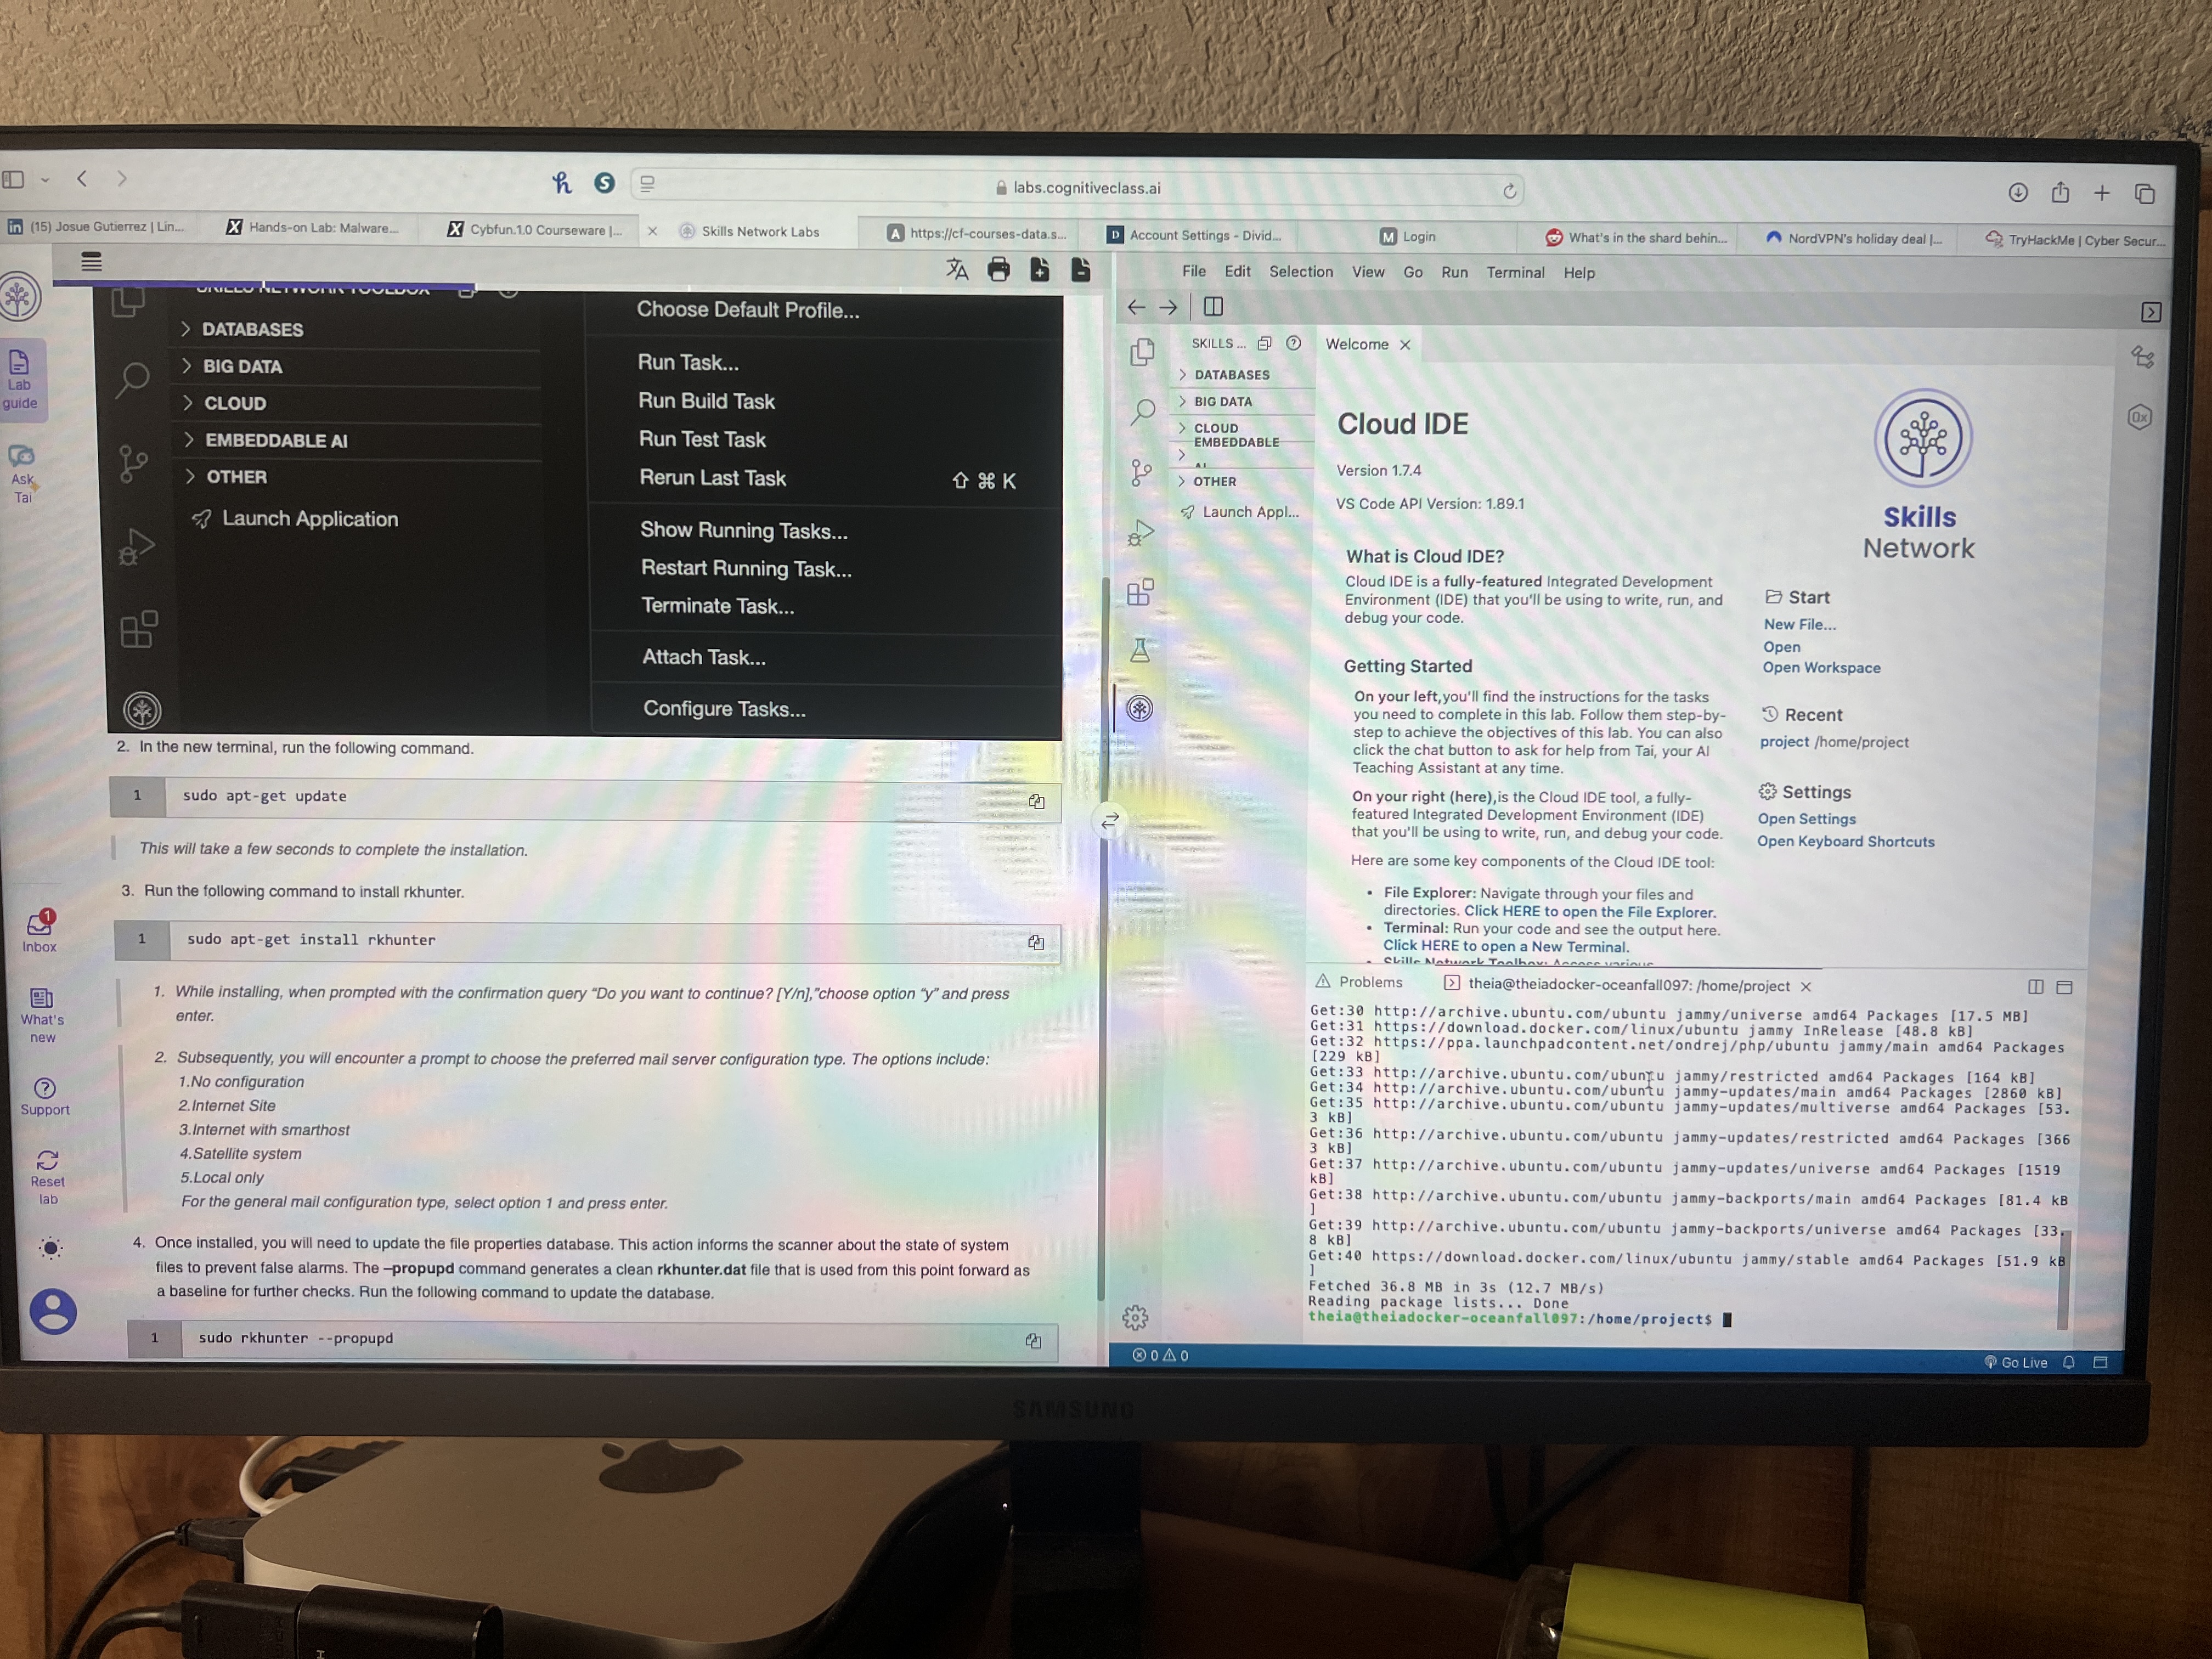 labs.cognitiveclass.ai
(15) Josue Gutierrez | Lin...
Hands-on Lab: Malware...
Cybfun.1.0 Courseware |...
Skills Network Labs
https://cf-courses-data.s...
Account Settings - Divid...
Login
What's in the shard behin...
NordVPN's holiday deal |...
TryHackMe | Cyber Secur...
Lab
guide
Ask
Tai
Inbox
1
What's
new
Support
Reset
lab
SKILLS NETWORK TOOLBOX
DATABASES
BIG DATA
CLOUD
EMBEDDABLE AI
OTHER
Launch Application
Choose Default Profile...
Run Task...
Run Build Task
Run Test Task
Rerun Last Task ⇧ ⌘ K
Show Running Tasks...
Restart Running Task...
Terminate Task...
Attach Task...
Configure Tasks...
2. In the new terminal, run the following command.
1 sudo apt-get update
This will take a few seconds to complete the installation.
3. Run the following command to install rkhunter.
1 sudo apt-get install rkhunter
1. While installing, when prompted with the confirmation query "Do you want to continue? [Y/n],"choose option "y" and press
enter.
2. Subsequently, you will encounter a prompt to choose the preferred mail server configuration type. The options include:
1.No configuration
2.Internet Site
3.Internet with smarthost
4.Satellite system
5.Local only
For the general mail configuration type, select option 1 and press enter.
4. Once installed, you will need to update the file properties database. This action informs the scanner about the state of system
files to prevent false alarms. The –propupd command generates a clean rkhunter.dat file that is used from this point forward as
a baseline for further checks. Run the following command to update the database.
1 sudo rkhunter --propupd
File Edit Selection View Go Run Terminal Help
SKILLS ...
Welcome
DATABASES
BIG DATA
CLOUD
EMBEDDABLE
AI
OTHER
Launch Appl...
Cloud IDE
Version 1.7.4
VS Code API Version: 1.89.1
What is Cloud IDE?
Cloud IDE is a fully-featured Integrated Development
Environment (IDE) that you'll be using to write, run, and
debug your code.
Getting Started
On your left,you'll find the instructions for the tasks
you need to complete in this lab. Follow them step-by-
step to achieve the objectives of this lab. You can also
click the chat button to ask for help from Tai, your AI
Teaching Assistant at any time.
On your right (here),is the Cloud IDE tool, a fully-
featured Integrated Development Environment (IDE)
that you'll be using to write, run, and debug your code.
Here are some key components of the Cloud IDE tool:
• File Explorer: Navigate through your files and
directories. Click HERE to open the File Explorer.
• Terminal: Run your code and see the output here.
Click HERE to open a New Terminal.
• Skills Network Toolbox: Access various
Skills
Network
Start
New File...
Open
Open Workspace
Recent
project /home/project
Settings
Open Settings
Open Keyboard Shortcuts
Problems
theia@theiadocker-oceanfall097: /home/project
Get:30 http://archive.ubuntu.com/ubuntu jammy/universe amd64 Packages [17.5 MB]
Get:31 https://download.docker.com/linux/ubuntu jammy InRelease [48.8 kB]
Get:32 https://ppa.launchpadcontent.net/ondrej/php/ubuntu jammy/main amd64 Packages
[229 kB]
Get:33 http://archive.ubuntu.com/ubuntu jammy/restricted amd64 Packages [164 kB]
Get:34 http://archive.ubuntu.com/ubuntu jammy-updates/main amd64 Packages [2860 kB]
Get:35 http://archive.ubuntu.com/ubuntu jammy-updates/multiverse amd64 Packages [53.
3 kB]
Get:36 http://archive.ubuntu.com/ubuntu jammy-updates/restricted amd64 Packages [366
3 kB]
Get:37 http://archive.ubuntu.com/ubuntu jammy-updates/universe amd64 Packages [1519
kB]
Get:38 http://archive.ubuntu.com/ubuntu jammy-backports/main amd64 Packages [81.4 kB
]
Get:39 http://archive.ubuntu.com/ubuntu jammy-backports/universe amd64 Packages [33.
8 kB]
Get:40 https://download.docker.com/linux/ubuntu jammy/stable amd64 Packages [51.9 kB
]
Fetched 36.8 MB in 3s (12.7 MB/s)
Reading package lists... Done
theia@theiadocker-oceanfall097:/home/project$
0 0
Go Live
SAMSUNG